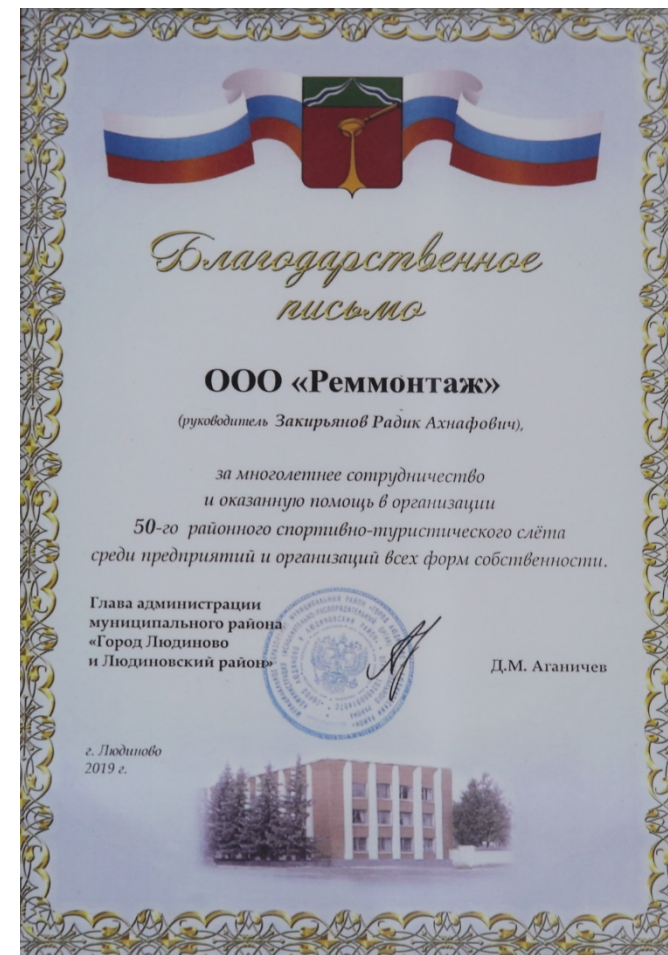 Благодарственное
письмо
ООО «Реммонтаж»
(руководитель Закирьянов Радик Ахнафович),
за многолетнее сотрудничество
и оказанную помощь в организации
50-го районного спортивно-туристического слёта
среди предприятий и организаций всех форм собственности.
Глава администрации
муниципального района
«Город Людиново
и Людиновский район»
Д.М. Аганичев
г. Людиново
2019 г.